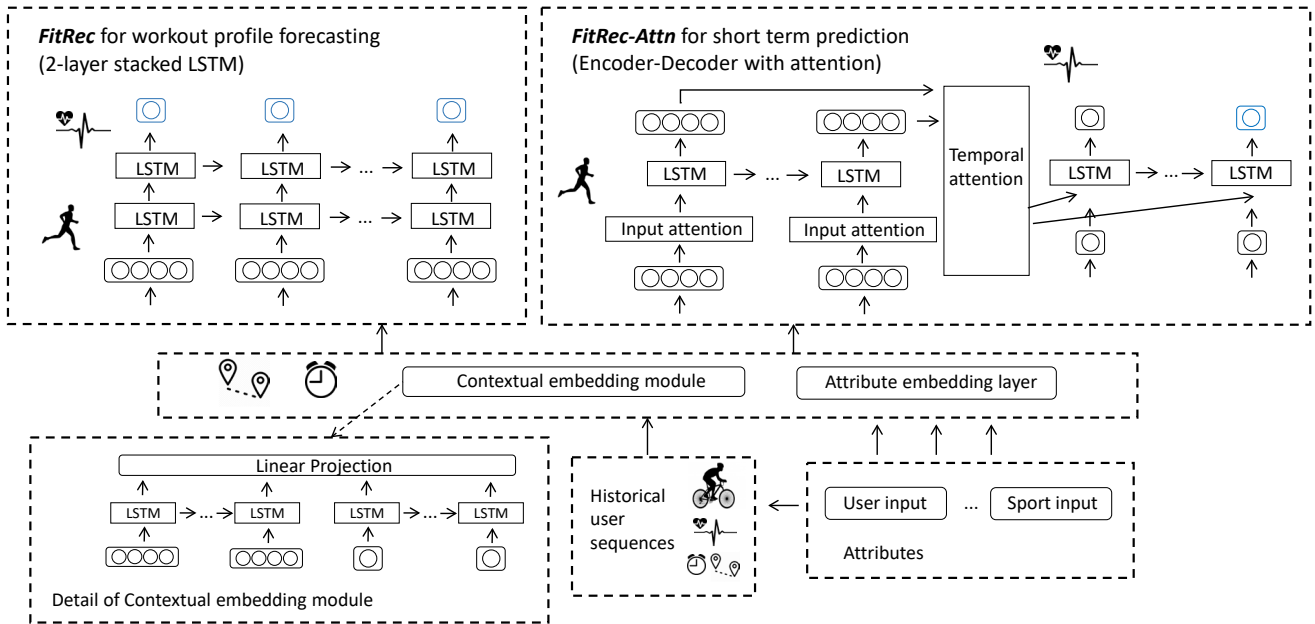 FitRec for workout profile forecasting
(2-layer stacked LSTM)
LSTM LSTM ... LSTM
LSTM LSTM ... LSTM
FitRec-Attn for short term prediction
(Encoder-Decoder with attention)
LSTM ... LSTM
Input attention Input attention
Temporal
attention
LSTM ... LSTM
Contextual embedding module
Attribute embedding layer
Linear Projection
LSTM ... LSTM LSTM ... LSTM
Detail of Contextual embedding module
Historical
user
sequences
User input ... Sport input
Attributes